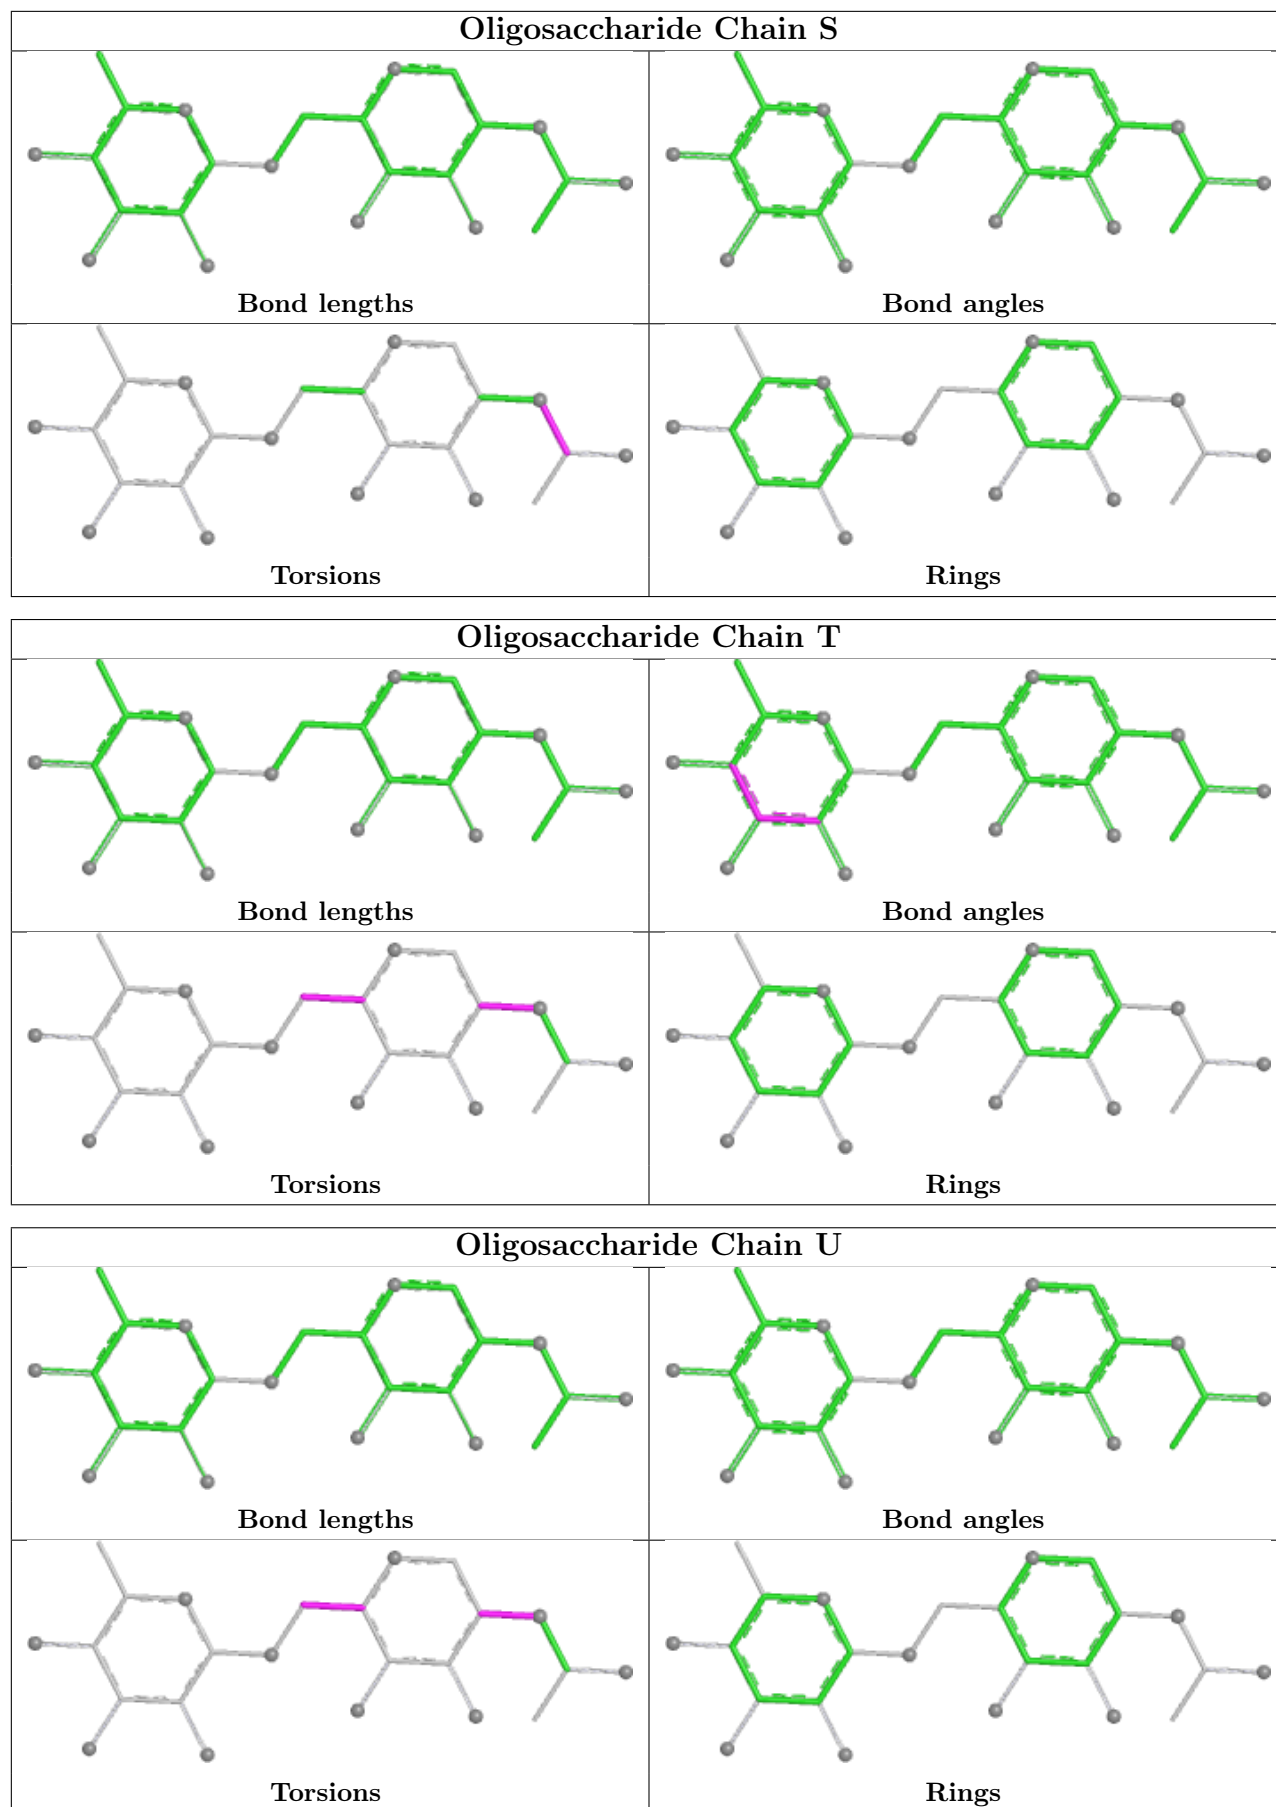 Oligosaccharide Chain S
Bond lengths
Bond angles
Torsions
Rings
Oligosaccharide Chain T
Bond lengths
Bond angles
Torsions
Rings
Oligosaccharide Chain U
Bond lengths
Bond angles
Torsions
Rings